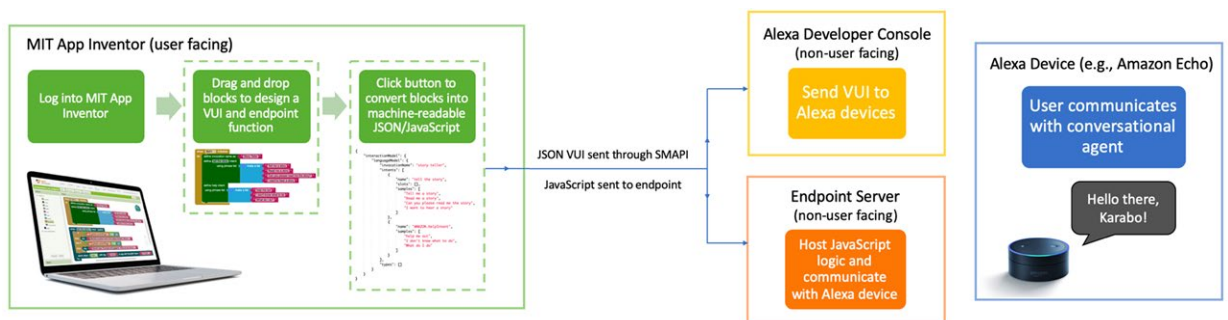 MIT App Inventor (user facing)
Log into MIT App
Inventor
Drag and drop
blocks to design a
VUI and endpoint
function
Click button to
convert blocks into
machine-readable
JSON/JavaScript
JSON VUI sent through SMAPI
JavaScript sent to endpoint
Alexa Developer Console
(non-user facing)
Send VUI to
Alexa devices
Endpoint Server
(non-user facing)
Host JavaScript
logic and
communicate
with Alexa device
Alexa Device (e.g., Amazon Echo)
User communicates
with conversational
agent
Hello there,
Karabo!